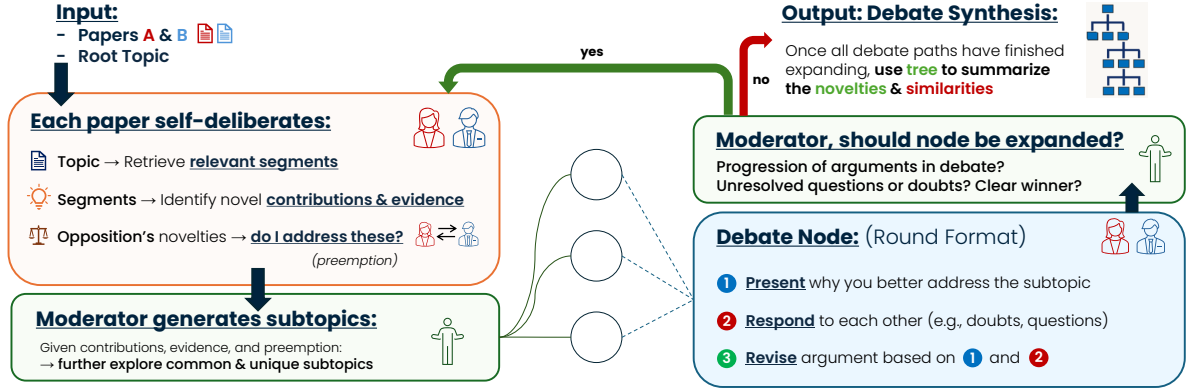 Input:
- Papers A & B
- Root Topic
Each paper self-deliberates:
Topic → Retrieve relevant segments
Segments → Identify novel contributions & evidence
Opposition's novelties → do I address these?
(preemption)
Moderator generates subtopics:
Given contributions, evidence, and preemption:
→ further explore common & unique subtopics
yes
no
Output: Debate Synthesis:
Once all debate paths have finished
expanding, use tree to summarize
the novelties & similarities
Moderator, should node be expanded?
Progression of arguments in debate?
Unresolved questions or doubts? Clear winner?
Debate Node: (Round Format)
1 Present why you better address the subtopic
2 Respond to each other (e.g., doubts, questions)
3 Revise argument based on 1 and 2